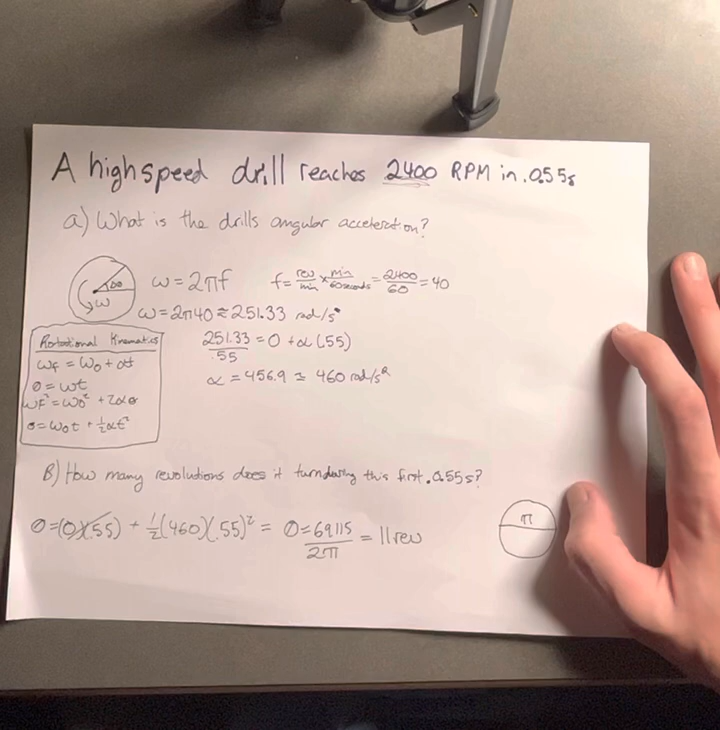 A high speed drill reaches 2400 RPM in .055s
a) What is the drills angular acceleration?
ω = 2πf
f = rev/min × min/60seconds = 2400/60 = 40
Δθ
ω
ω = 2π40 ≈ 251.33 rad/s
Rotational Kinematics
ωF = ω0 + αt
θ = ωt
ωF² = ω0² + 2αθ
θ = ω0t + ½αt²
251.33/.55 = 0 + α(.55)
α = 456.9 ≈ 460 rad/s²
B) How many revolutions does it turn during this first .0.55s?
θ = (0)(.55) + ½(460)(.55)² = θ = 69.115/2π = 11 rev
π